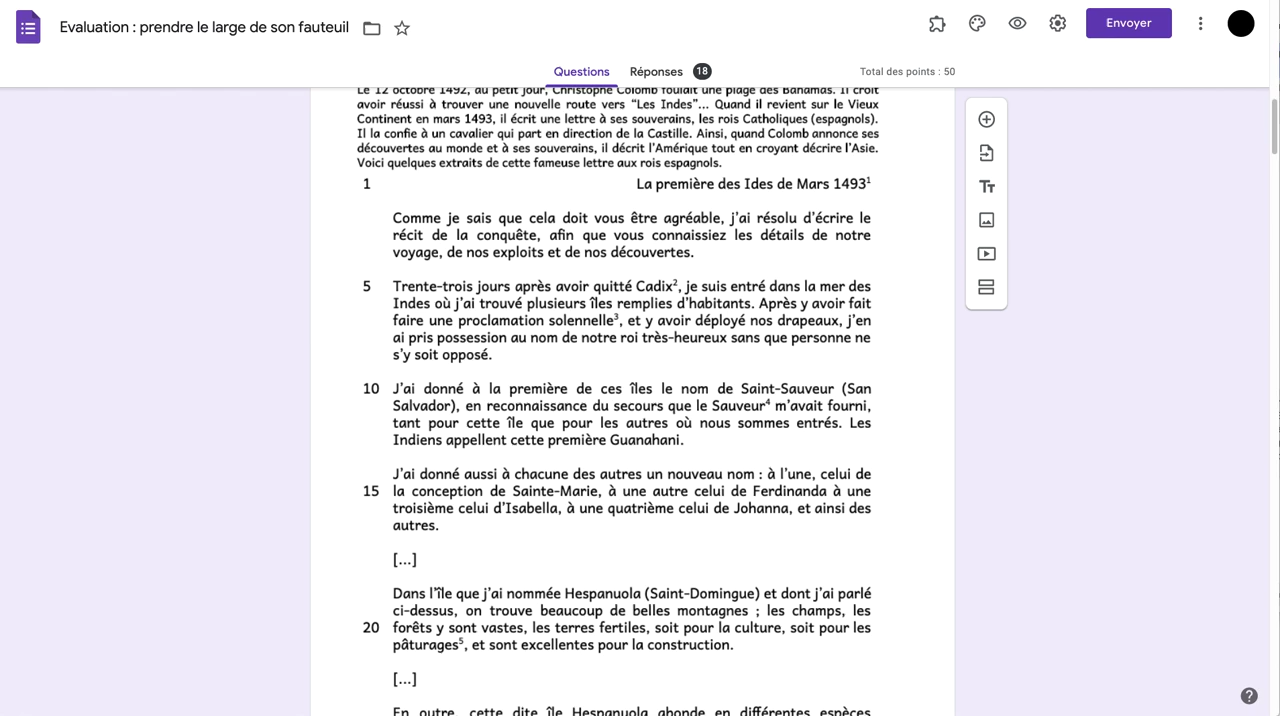 Evaluation : prendre le large de son fauteuil
Envoyer
Questions
Réponses 18
Total des points : 50
Le 12 octobre 1492, au petit jour, Christophe Colomb foulait une plage des Bahamas. Il croit
avoir réussi à trouver une nouvelle route vers “Les Indes”... Quand il revient sur le Vieux
Continent en mars 1493, il écrit une lettre à ses souverains, les rois Catholiques (espagnols).
Il la confie à un cavalier qui part en direction de la Castille. Ainsi, quand Colomb annonce ses
découvertes au monde et à ses souverains, il décrit l’Amérique tout en croyant décrire l’Asie.
Voici quelques extraits de cette fameuse lettre aux rois espagnols.
1 La première des Ides de Mars 1493¹
Comme je sais que cela doit vous être agréable, j’ai résolu d’écrire le
récit de la conquête, afin que vous connaissiez les détails de notre
voyage, de nos exploits et de nos découvertes.
5 Trente-trois jours après avoir quitté Cadix², je suis entré dans la mer des
Indes où j’ai trouvé plusieurs îles remplies d’habitants. Après y avoir fait
faire une proclamation solennelle³, et y avoir déployé nos drapeaux, j’en
ai pris possession au nom de notre roi très-heureux sans que personne ne
s’y soit opposé.
10 J’ai donné à la première de ces îles le nom de Saint-Sauveur (San
Salvador), en reconnaissance du secours que le Sauveur⁴ m’avait fourni,
tant pour cette île que pour les autres où nous sommes entrés. Les
Indiens appellent cette première Guanahani.
J’ai donné aussi à chacune des autres un nouveau nom : à l’une, celui de
15 la conception de Sainte-Marie, à une autre celui de Ferdinanda à une
troisième celui d’Isabella, à une quatrième celui de Johanna, et ainsi des
autres.
[...]
Dans l’île que j’ai nommée Hespanuola (Saint-Domingue) et dont j’ai parlé
ci-dessus, on trouve beaucoup de belles montagnes ; les champs, les
20 forêts y sont vastes, les terres fertiles, soit pour la culture, soit pour les
pâturages⁵, et sont excellentes pour la construction.
[...]
En outre, cette dite île Hespanuola abonde en différentes espèces